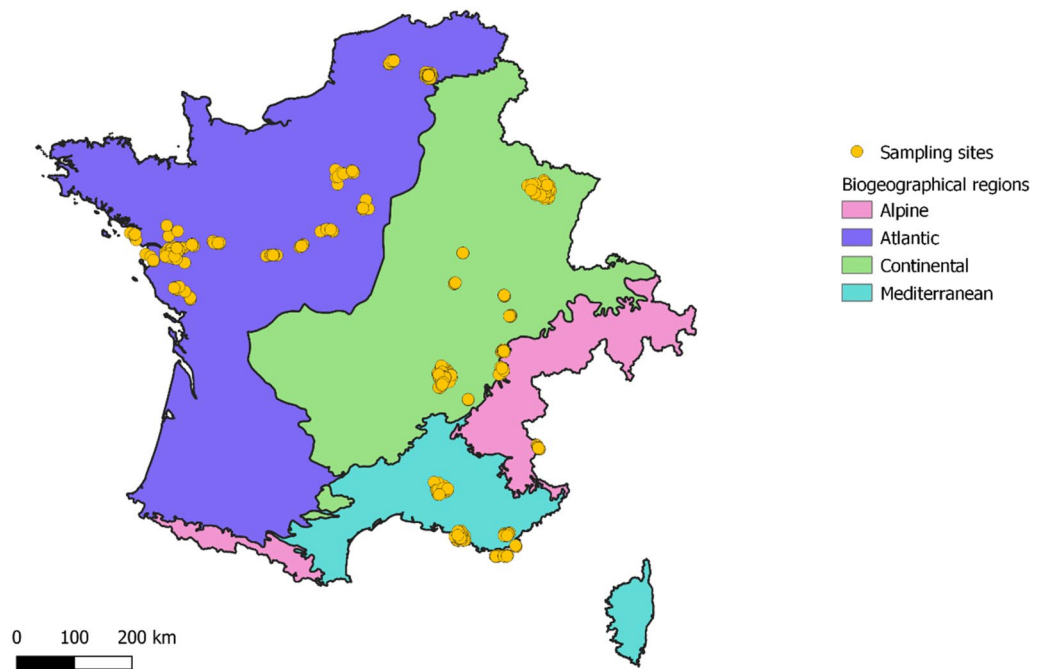 Sampling sites
Biogeographical regions
Alpine
Atlantic
Continental
Mediterranean
0 100 200 km